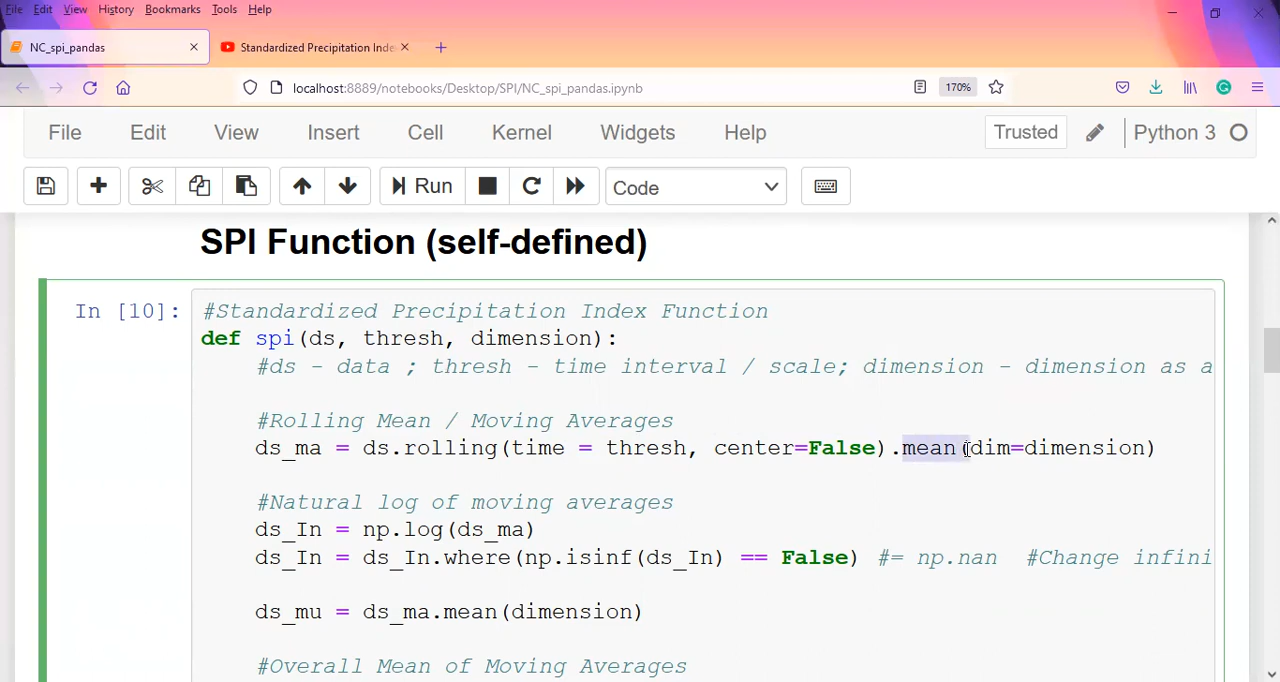 File Edit View History Bookmarks Tools Help
NC_spi_pandas
Standardized Precipitation Inde
localhost:8889/notebooks/Desktop/SPI/NC_spi_pandas.ipynb
170%
File Edit View Insert Cell Kernel Widgets Help
Trusted
Python 3
Run
Code
SPI Function (self-defined)
In [10]:
#Standardized Precipitation Index Function
def spi(ds, thresh, dimension):
#ds - data ; thresh - time interval / scale; dimension - dimension as a
#Rolling Mean / Moving Averages
ds_ma = ds.rolling(time = thresh, center=False).mean(dim=dimension)
#Natural log of moving averages
ds_In = np.log(ds_ma)
ds_In = ds_In.where(np.isinf(ds_In) == False) #= np.nan #Change infini
ds_mu = ds_ma.mean(dimension)
#Overall Mean of Moving Averages